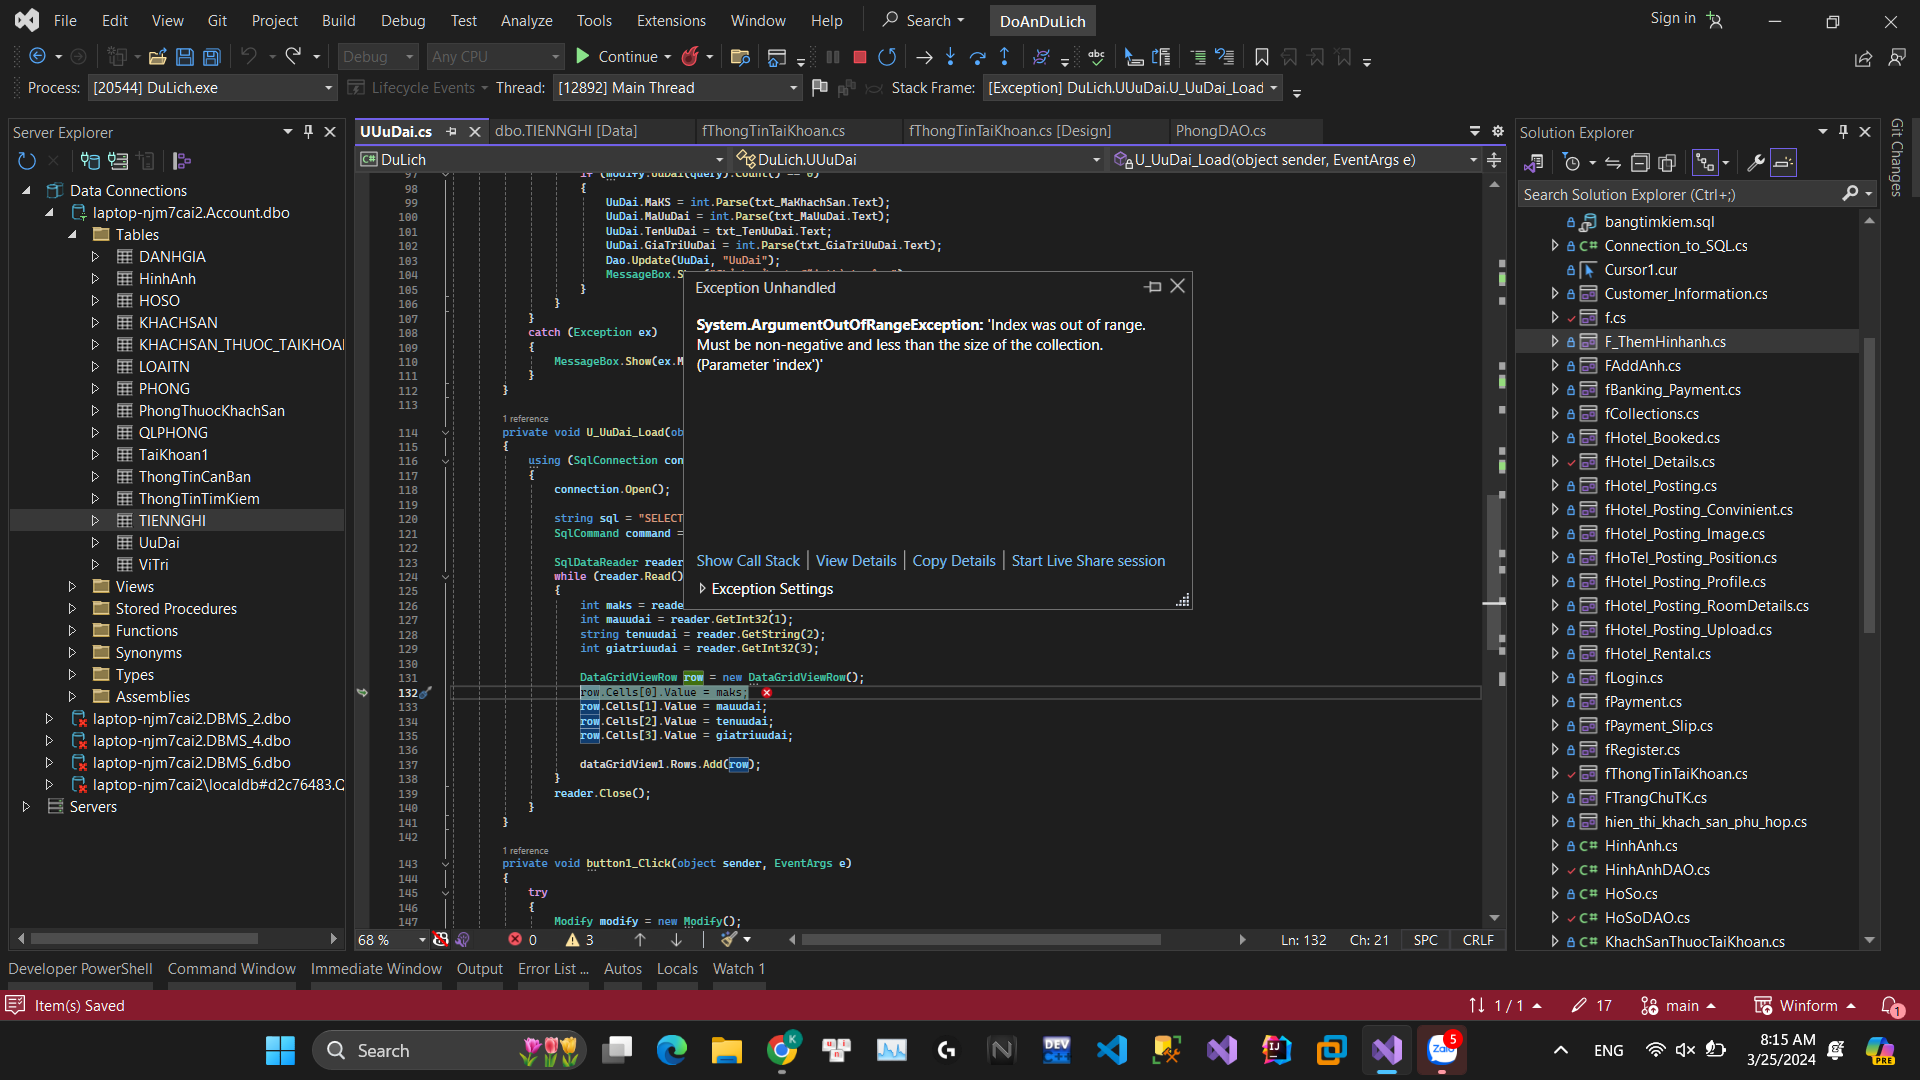 File Edit View Git Project Build Debug Test Analyze Tools Extensions Window Help Search DoAnDuLich Sign in
Debug Any CPU Continue
Process: [20544] DuLich.exe Lifecycle Events Thread: [12892] Main Thread Stack Frame: [Exception] DuLich.UUuDai.U_UuDai_Load
Server Explorer
Data Connections
laptop-njm7cai2.Account.dbo
Tables
DANHGIA
HinhAnh
HOSO
KHACHSAN
KHACHSAN_THUOC_TAIKHOAI
LOAITN
PHONG
PhongThuocKhachSan
QLPHONG
TaiKhoan1
ThongTinCanBan
ThongTinTimKiem
TIENNGHI
UuDai
ViTri
Views
Stored Procedures
Functions
Synonyms
Types
Assemblies
laptop-njm7cai2.DBMS_2.dbo
laptop-njm7cai2.DBMS_4.dbo
laptop-njm7cai2.DBMS_6.dbo
laptop-njm7cai2\localdb#d2c76483.Q
Servers
UUuDai.cs dbo.TIENNGHI [Data] fThongTinTaiKhoan.cs fThongTinTaiKhoan.cs [Design] PhongDAO.cs
DuLich DuLich.UUuDai U_UuDai_Load(object sender, EventArgs e)
97 if (modify.UuDai(query).Count() == 0)
98 {
99 UuDai.MaKS = int.Parse(txt_MaKhachSan.Text);
100 UuDai.MaUuDai = int.Parse(txt_MaUuDai.Text);
101 UuDai.TenUuDai = txt_TenUuDai.Text;
102 UuDai.GiaTriUuDai = int.Parse(txt_GiaTriUuDai.Text);
103 Dao.Update(UuDai, "UuDai");
104 MessageBox.S
105 }
106 }
107 }
108 catch (Exception ex)
109 {
110 MessageBox.Show(ex.M
111 }
112 }
113
1 reference
114 private void U_UuDai_Load(ob
115 {
116 using (SqlConnection con
117 {
118 connection.Open();
119
120 string sql = "SELECT
121 SqlCommand command =
122
123 SqlDataReader reader
124 while (reader.Read()
125 {
126 int maks = reade
127 int mauudai = reader.GetInt32(1);
128 string tenuudai = reader.GetString(2);
129 int giatriuudai = reader.GetInt32(3);
130
131 DataGridViewRow row = new DataGridViewRow();
132 row.Cells[0].Value = maks;
133 row.Cells[1].Value = mauudai;
134 row.Cells[2].Value = tenuudai;
135 row.Cells[3].Value = giatriuudai;
136
137 dataGridView1.Rows.Add(row);
138 }
139 reader.Close();
140 }
141 }
142
1 reference
143 private void button1_Click(object sender, EventArgs e)
144 {
145 try
146 {
147 Modify modify = new Modify();
Exception Unhandled
System.ArgumentOutOfRangeException: 'Index was out of range.
Must be non-negative and less than the size of the collection.
(Parameter 'index')'
Show Call Stack View Details Copy Details Start Live Share session
Exception Settings
68 % 0 3 Ln: 132 Ch: 21 SPC CRLF
Solution Explorer
Search Solution Explorer (Ctrl+;)
bangtimkiem.sql
Connection_to_SQL.cs
Cursor1.cur
Customer_Information.cs
f.cs
F_ThemHinhanh.cs
FAddAnh.cs
fBanking_Payment.cs
fCollections.cs
fHotel_Booked.cs
fHotel_Details.cs
fHotel_Posting.cs
fHotel_Posting_Convinient.cs
fHotel_Posting_Image.cs
fHoTel_Posting_Position.cs
fHotel_Posting_Profile.cs
fHotel_Posting_RoomDetails.cs
fHotel_Posting_Upload.cs
fHotel_Rental.cs
fLogin.cs
fPayment.cs
fPayment_Slip.cs
fRegister.cs
fThongTinTaiKhoan.cs
FTrangChuTK.cs
hien_thi_khach_san_phu_hop.cs
HinhAnh.cs
HinhAnhDAO.cs
HoSo.cs
HoSoDAO.cs
KhachSanThuocTaiKhoan.cs
Git Changes
Developer PowerShell Command Window Immediate Window Output Error List ... Autos Locals Watch 1
Item(s) Saved 1 / 1 17 main Winform 1
Search K DEV Zalo 5 ENG 8:15 AM
3/25/2024 PRE